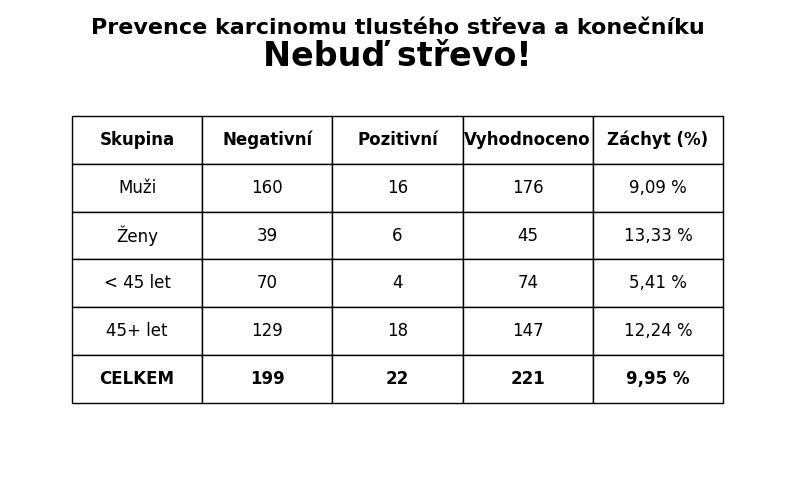 Prevence karcinomu tlustého střeva a konečníku
Nebuď střevo!
Skupina Negativní Pozitivní Vyhodnoceno Záchyt (%)
Muži 160 16 176 9,09 %
Ženy 39 6 45 13,33 %
< 45 let 70 4 74 5,41 %
45+ let 129 18 147 12,24 %
CELKEM 199 22 221 9,95 %